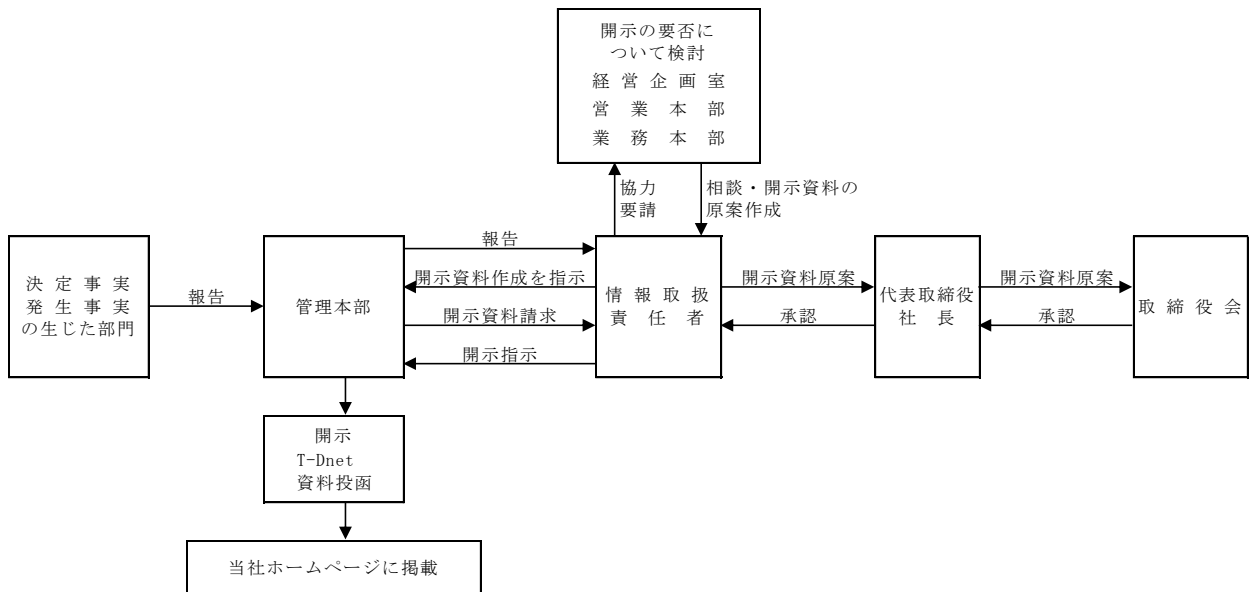 開示の要否に
ついて検討
経営企画室
営業本部
業務本部
協力
要請
相談・開示資料の
原案作成
決定事実
発生事実
の生じた部門
報告
管理本部
報告
開示資料作成を指示
開示資料請求
開示指示
情報取扱
責任者
開示資料原案
承認
代表取締役
社長
開示資料原案
承認
取締役会
開示
T-Dnet
資料投函
当社ホームページに掲載